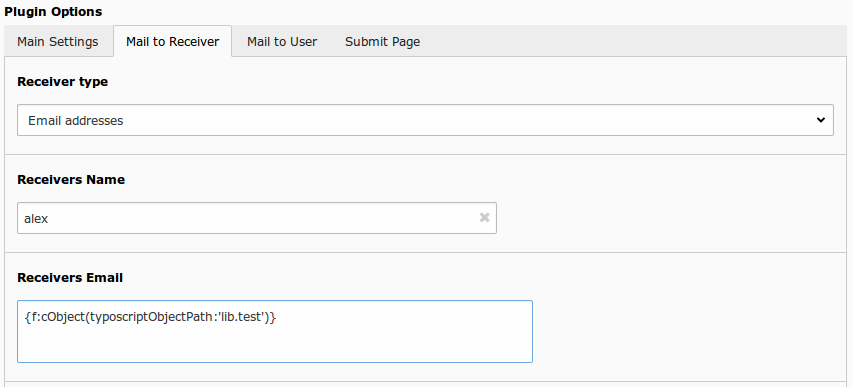 Plugin Options
Main Settings Mail to Receiver Mail to User Submit Page
Receiver type
Email addresses
Receivers Name
alex
Receivers Email
{f:cObject(typoscriptObjectPath:'lib.test')}